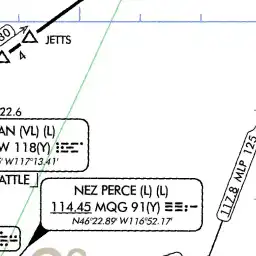 30
JETTS
4
22.6
AN (VL) (L)
W 118(Y)
W117°13.41'
ATTLE
NEZ PERCE (L) (L)
114.45 MQG 91(Y)
N46°22.89' W116°52.17'
117.8 MLP 125